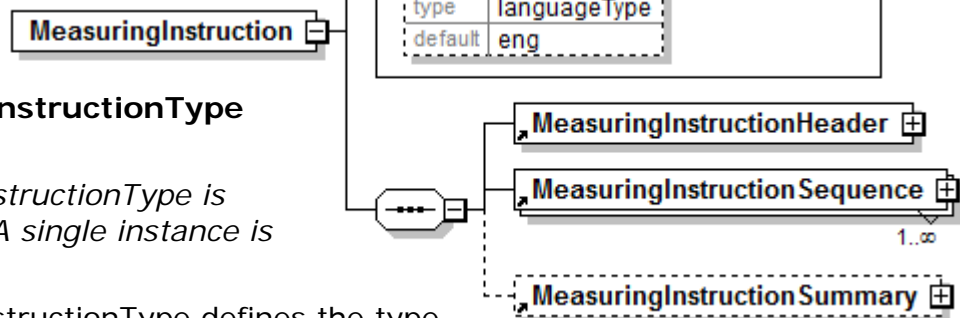 type languageType
MeasuringInstruction
default eng
nstructionType
MeasuringInstructionHeader
structionType is
MeasuringInstructionSequence
A single instance is
1..∞
MeasuringInstructionSummary
structionType defines the type